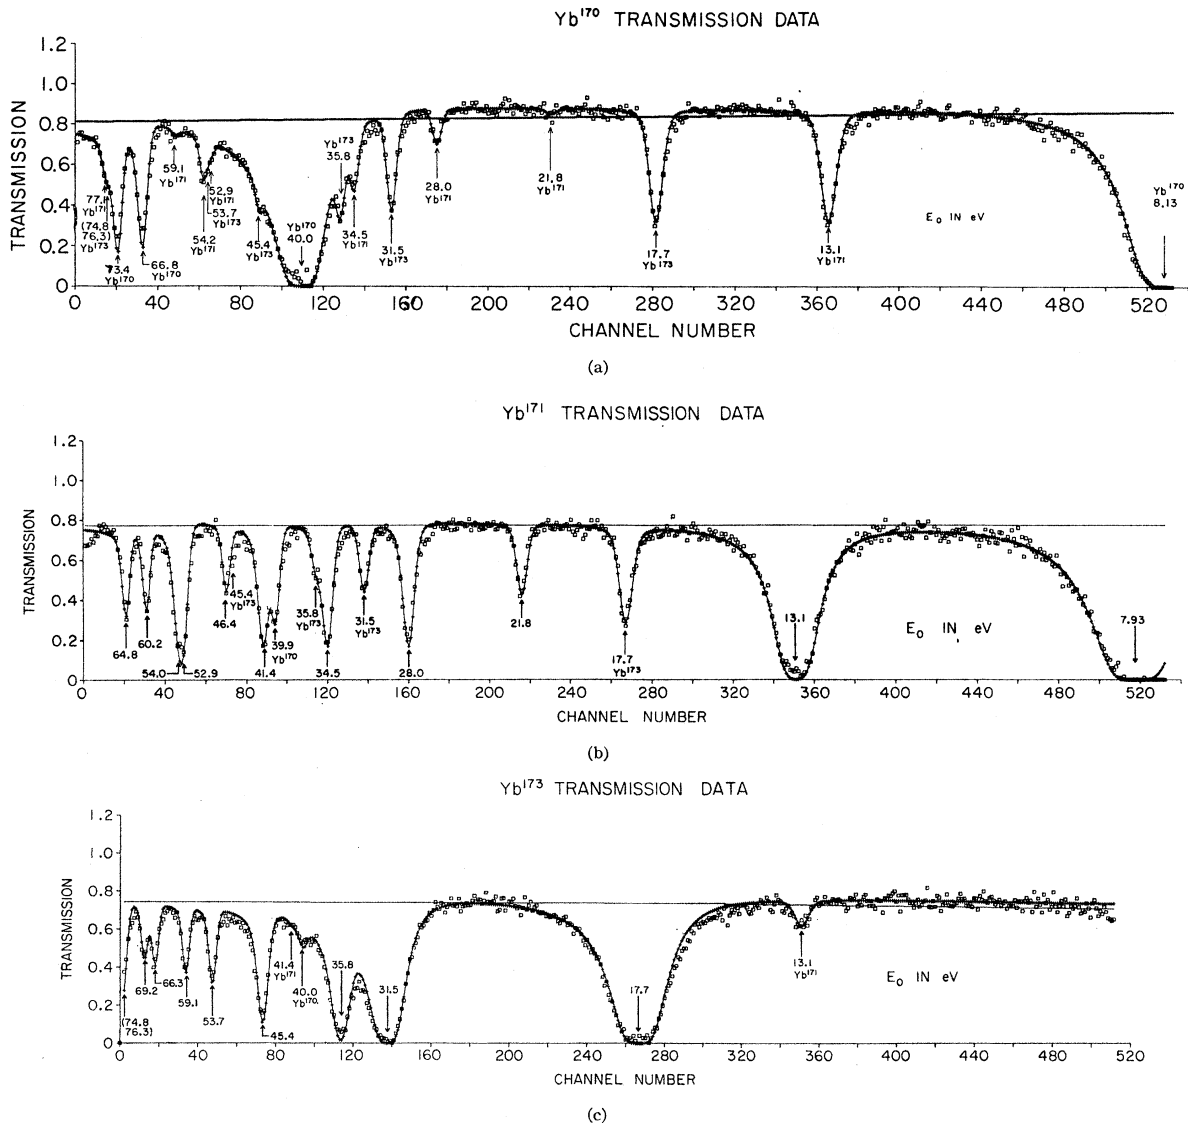 Yb170 TRANSMISSION DATA
TRANSMISSION
1.2
1.0
0.8
0.6
0.4
0.2
0
77.1
Yb171
(74.8
76.3)
Yb173
73.4
Yb170
66.8
Yb170
59.1
Yb171
52.9
Yb171
53.7
Yb173
54.2
Yb171
45.4
Yb173
Yb170
40.0
Yb173
35.8
34.5
Yb171
31.5
Yb173
28.0
Yb171
21.8
Yb171
17.7
Yb173
13.1
Yb171
E0 IN eV
Yb170
8.13
0 40 80 120 160 200 240 280 320 360 400 440 480 520
CHANNEL NUMBER
(a)
Yb171 TRANSMISSION DATA
TRANSMISSION
1.2
1.0
0.8
0.6
0.4
0.2
0
64.8
60.2
54.0
52.9
46.4
45.4
Yb173
41.4
39.9
Yb170
35.8
Yb173
34.5
31.5
Yb173
28.0
21.8
17.7
Yb173
13.1
E0 IN eV
7.93
0 40 80 120 160 200 240 280 320 360 400 440 480 520
CHANNEL NUMBER
(b)
Yb173 TRANSMISSION DATA
TRANSMISSION
1.2
1.0
0.8
0.6
0.4
0.2
0
(74.8
76.3)
69.2
66.3
59.1
53.7
45.4
41.4
Yb171
40.0
Yb170
35.8
31.5
17.7
13.1
Yb171
E0 IN eV
0 40 80 120 160 200 240 280 320 360 400 440 480 520
CHANNEL NUMBER
(c)